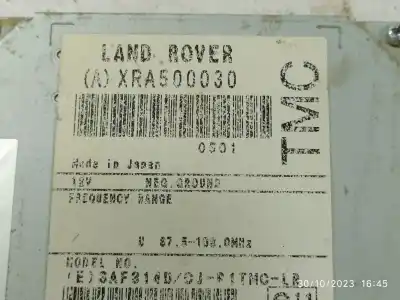 LAND ROVER
(A) XRA500030
TMC
0S01
Made in Japan
12V NEG.GROUND
FREQUENCY RANGE
U 87.5-108.0MHz
MODEL NO.
30/10/2023 16:45